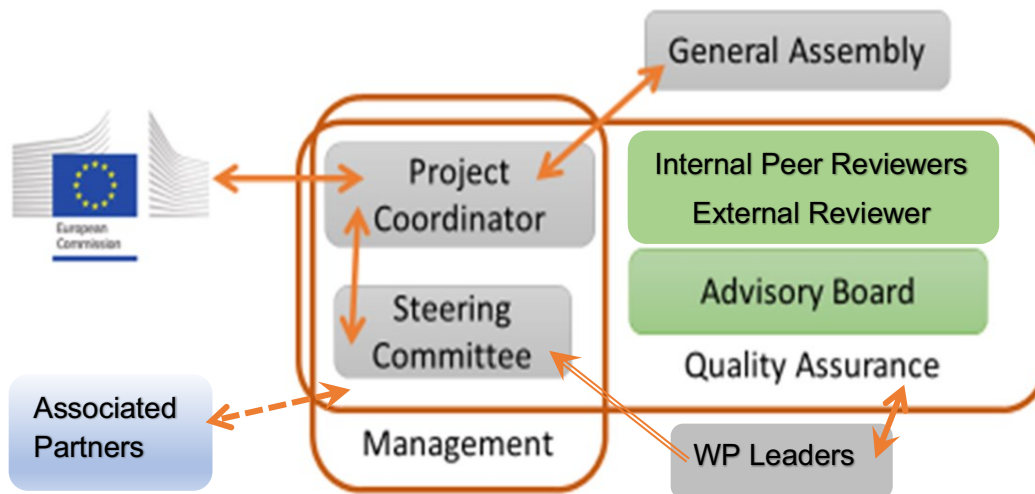 General Assembly
European
Commission
Project
Coordinator
Internal Peer Reviewers
External Reviewer
Advisory Board
Steering
Committee
Quality Assurance
Associated
Partners
Management
WP Leaders